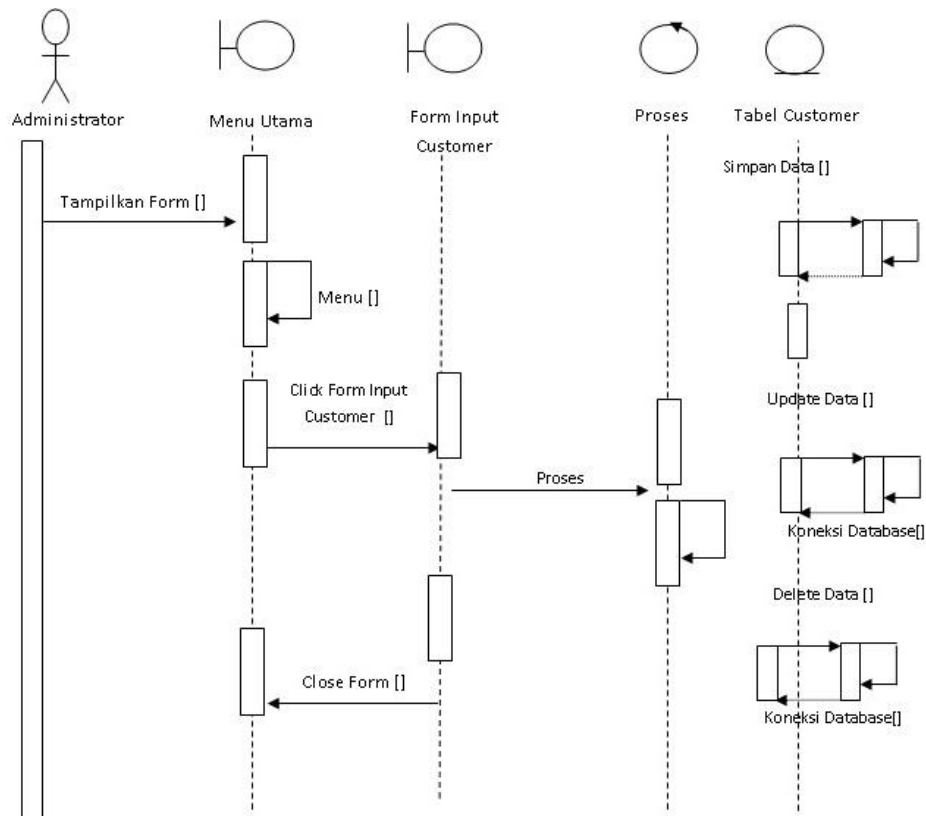 Administrator
Menu Utama
Form Input
Customer
Proses
Tabel Customer
Simpan Data []
Tampilkan Form []
Menu []
Click Form Input
Customer []
Update Data []
Proses
Koneksi Database[]
Delete Data []
Close Form []
Koneksi Database[]